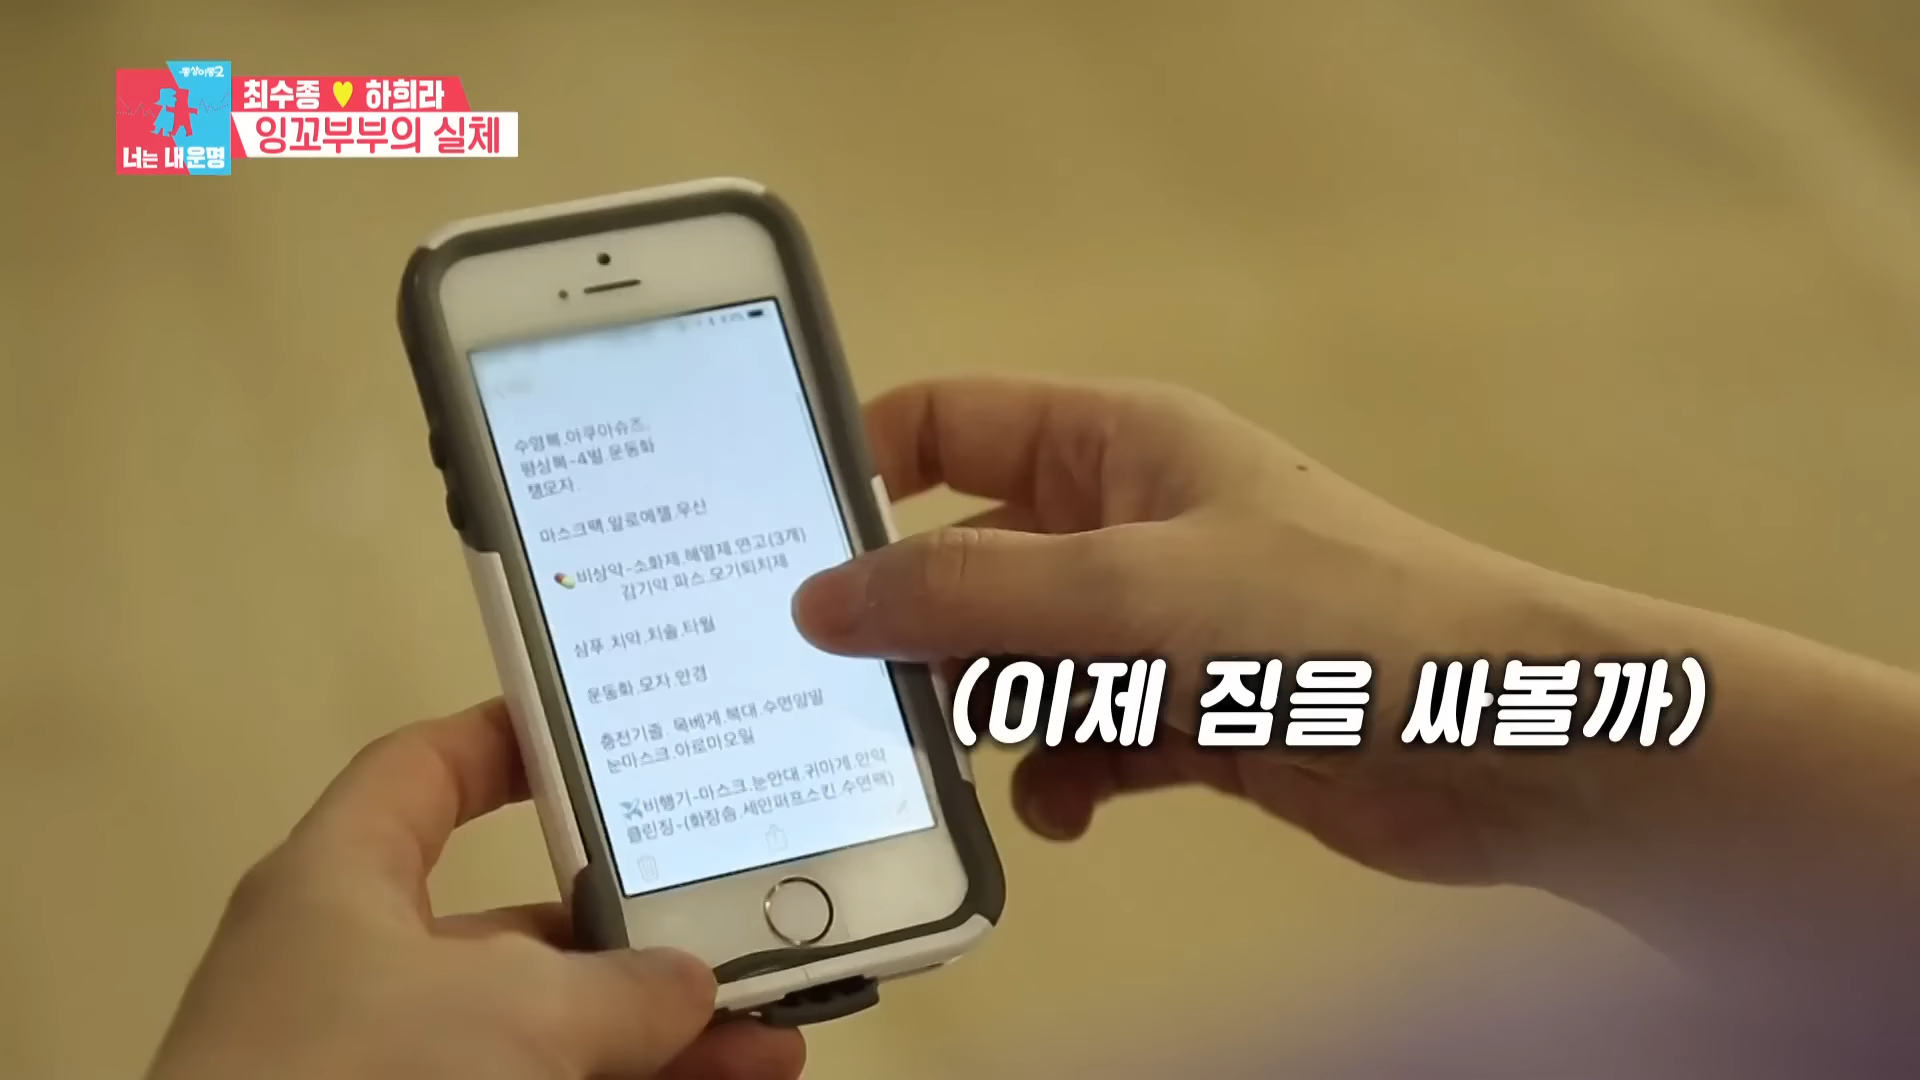 동상이몽2
너는 내 운명
최수종 💛 하희라
잉꼬부부의 실체
수영복.아쿠아슈즈.
평상복-4벌.운동화
챙모자.
마스크팩.알로에젤.우산
💊비상약-소화제.해열제.연고(3개)
감기약.파스.모기퇴치제
샴푸.치약.치솔.타월
운동화.모자.안경
충전기줄. 목베게.복대.수면양말
눈마스크.아로마오일
✈비행기-마스크.눈안대.귀마게.안약
클린징-(화장솜.세안퍼프스킨.수면팩)
(이제 짐을 싸볼까)